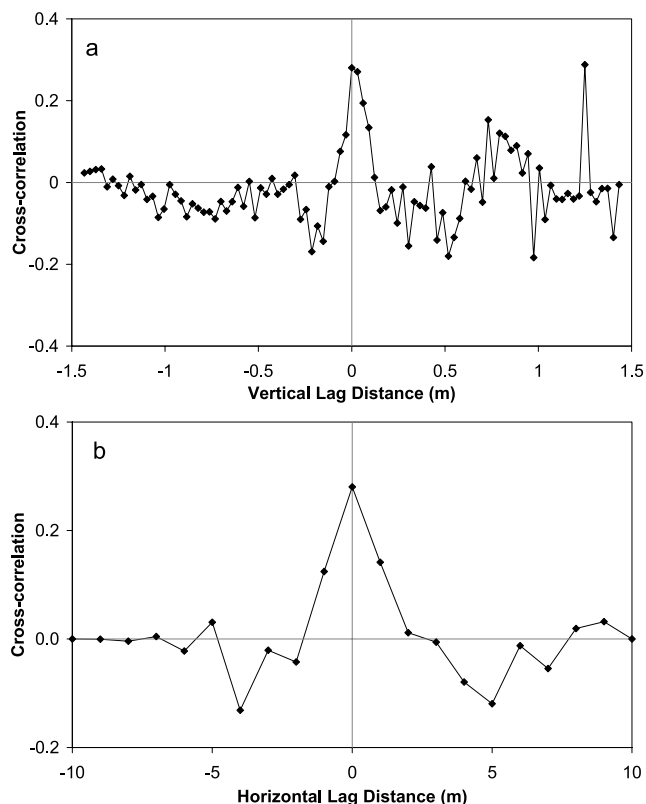 a
0.4
0.2
0
-0.2
-0.4
Cross-correlation
-1.5 -1 -0.5 0 0.5 1 1.5
Vertical Lag Distance (m)
b
0.4
0.2
0.0
-0.2
Cross-correlation
-10 -5 0 5 10
Horizontal Lag Distance (m)